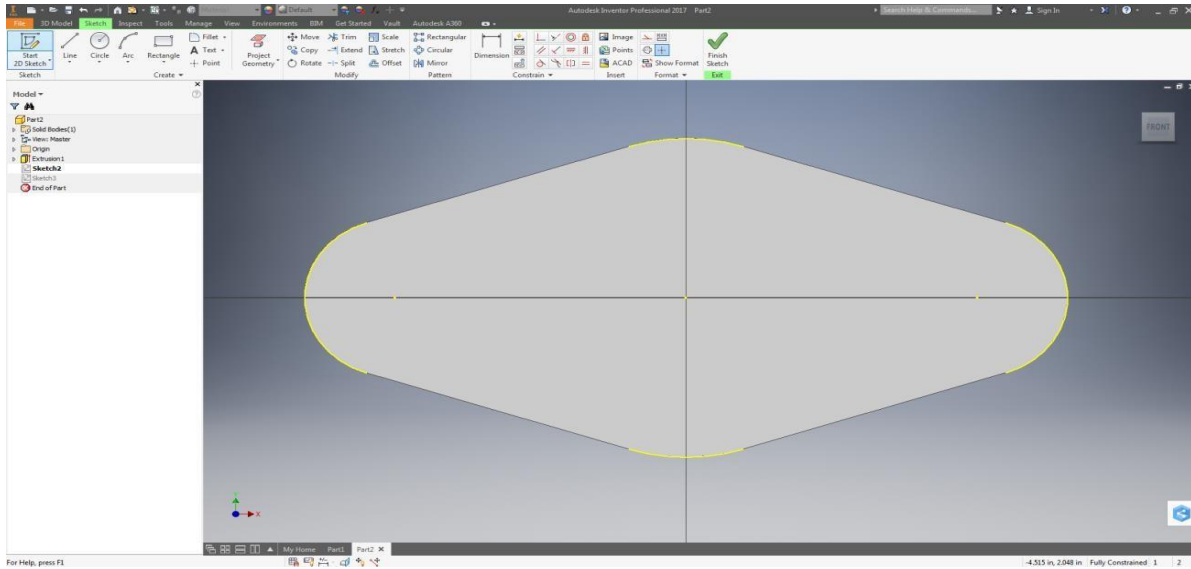 Default
Autodesk Inventor Professional 2017 Part2
Search Help & Commands...
Sign In
File 3D Model Sketch Inspect Tools Manage View Environments BIM Get Started Vault Autodesk A360
Start
2D Sketch
Line
Circle
Arc
Rectangle
Fillet
Text
Point
Project
Geometry
Move Trim Scale
Copy Extend Stretch
Rotate Split Offset
Rectangular
Circular
Mirror
Dimension
Image
Points
ACAD
Show Format
Finish
Sketch
Sketch Create Modify Pattern Constrain Insert Format Exit
Model
Part2
Solid Bodies(1)
View: Master
Origin
Extrusion1
Sketch2
Sketch3
End of Part
FRONT
Y
X
My Home Part1 Part2
For Help, press F1
-4.515 in, 2.048 in Fully Constrained 1 2